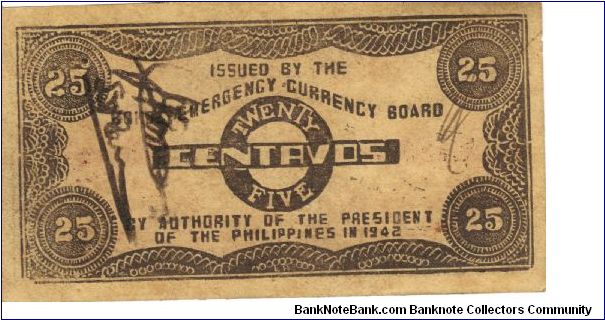 25 25
ISSUED BY THE
EMERGENCY CURRENCY BOARD
TWENTY
CENTAVOS
FIVE
BY AUTHORITY OF THE PRESIDENT
OF THE PHILIPPINES IN 1942
25 25
BankNoteBank.com Banknote Collectors Community